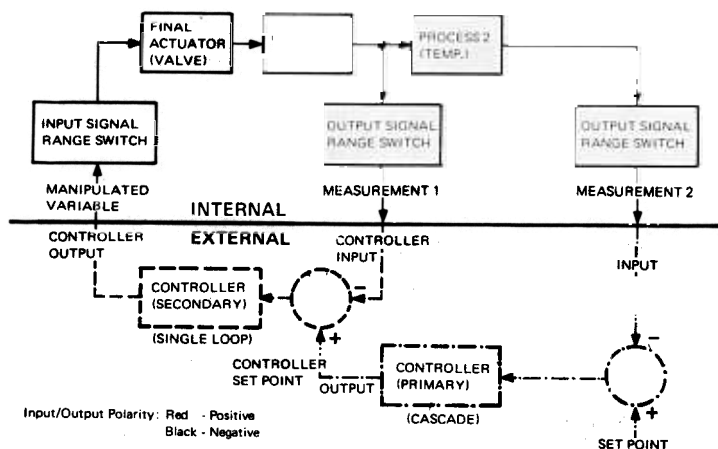 FINAL
ACTUATOR
(VALVE)
PROCESS 2
(TEMP.)
INPUT SIGNAL
RANGE SWITCH
OUTPUT SIGNAL
RANGE SWITCH
OUTPUT SIGNAL
RANGE SWITCH
MANIPULATED
VARIABLE
MEASUREMENT 1
MEASUREMENT 2
INTERNAL
EXTERNAL
CONTROLLER
OUTPUT
CONTROLLER
INPUT
INPUT
CONTROLLER
(SECONDARY)
(SINGLE LOOP)
-
+
CONTROLLER
SET POINT
OUTPUT
CONTROLLER
(PRIMARY)
(CASCADE)
-
+
SET POINT
Input/Output Polarity: Red - Positive
Black - Negative